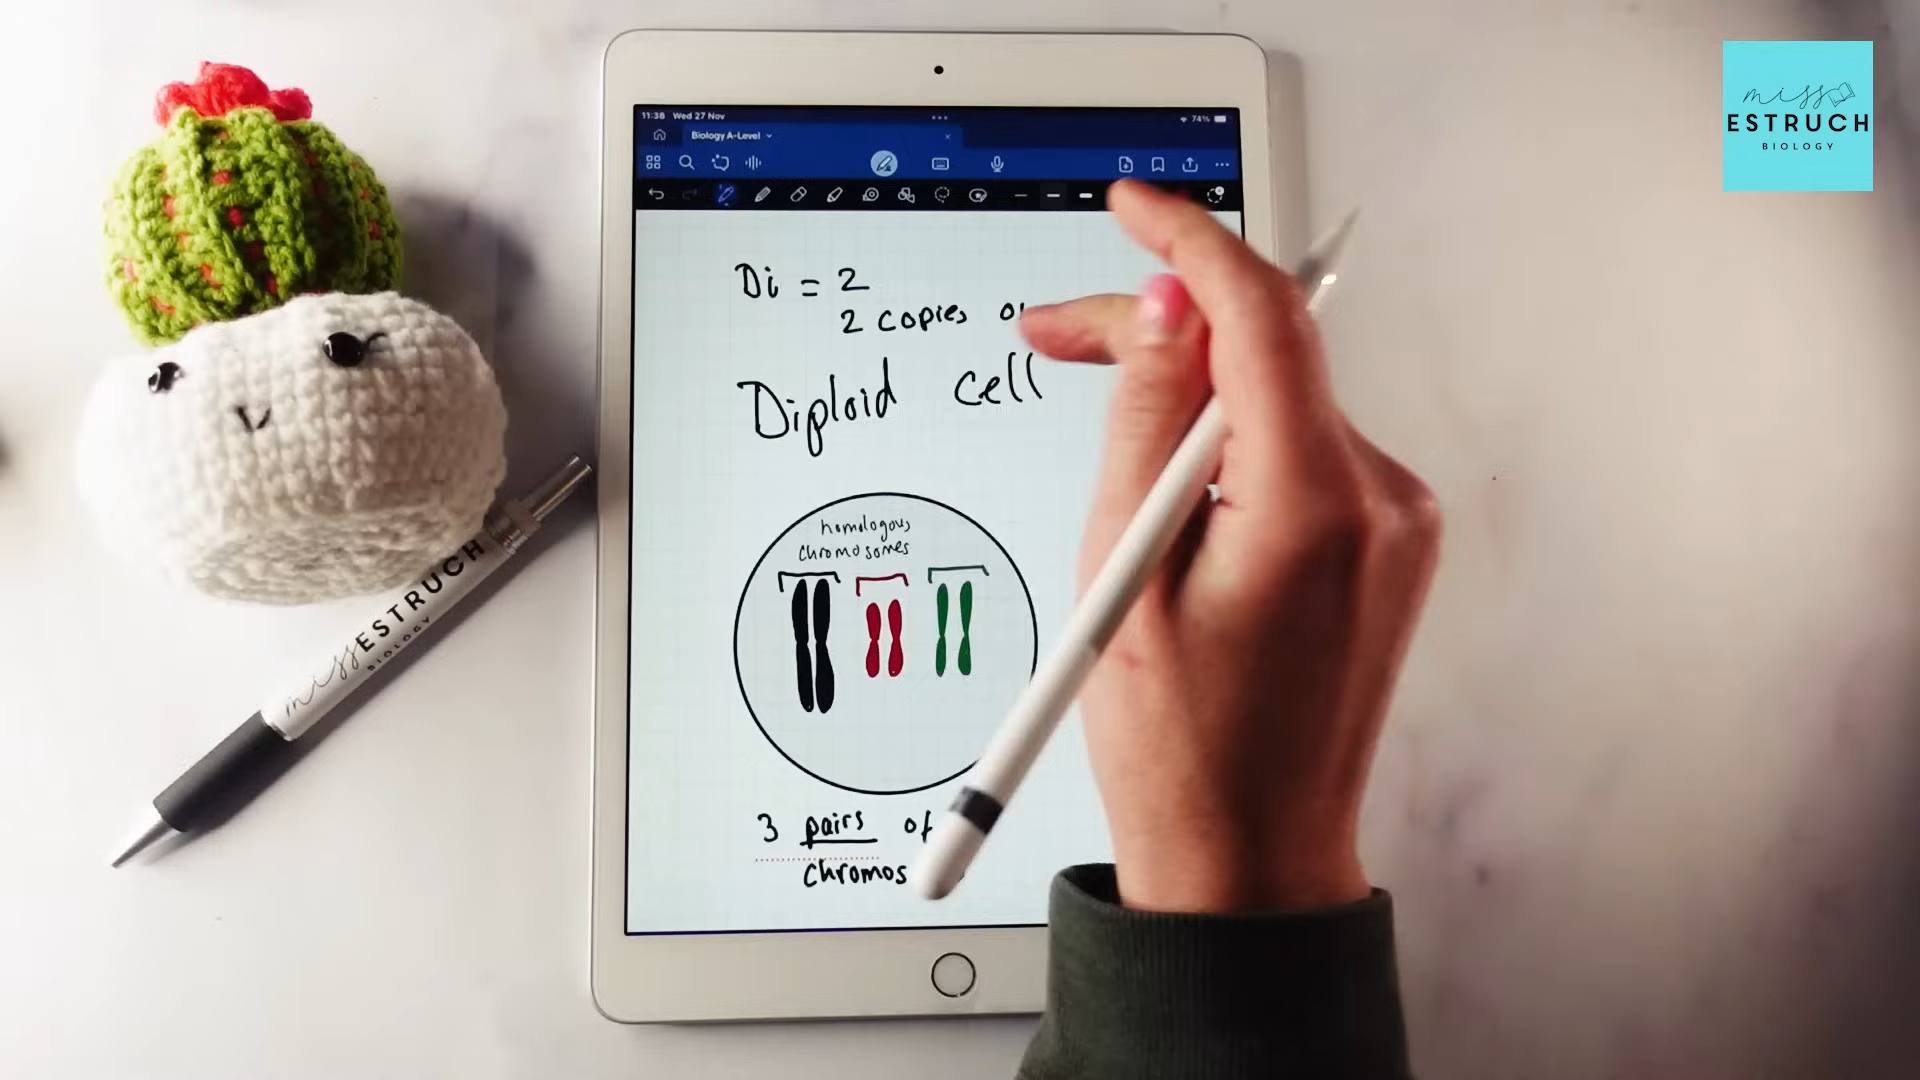 miss
ESTRUCH
BIOLOGY
11:38 Wed 27 Nov
74%
Biology A-Level
Di = 2
2 copies
Diploid cell
homologous
chromosomes
3 pairs of
chromos
miss ESTRUCH
BIOLOGY